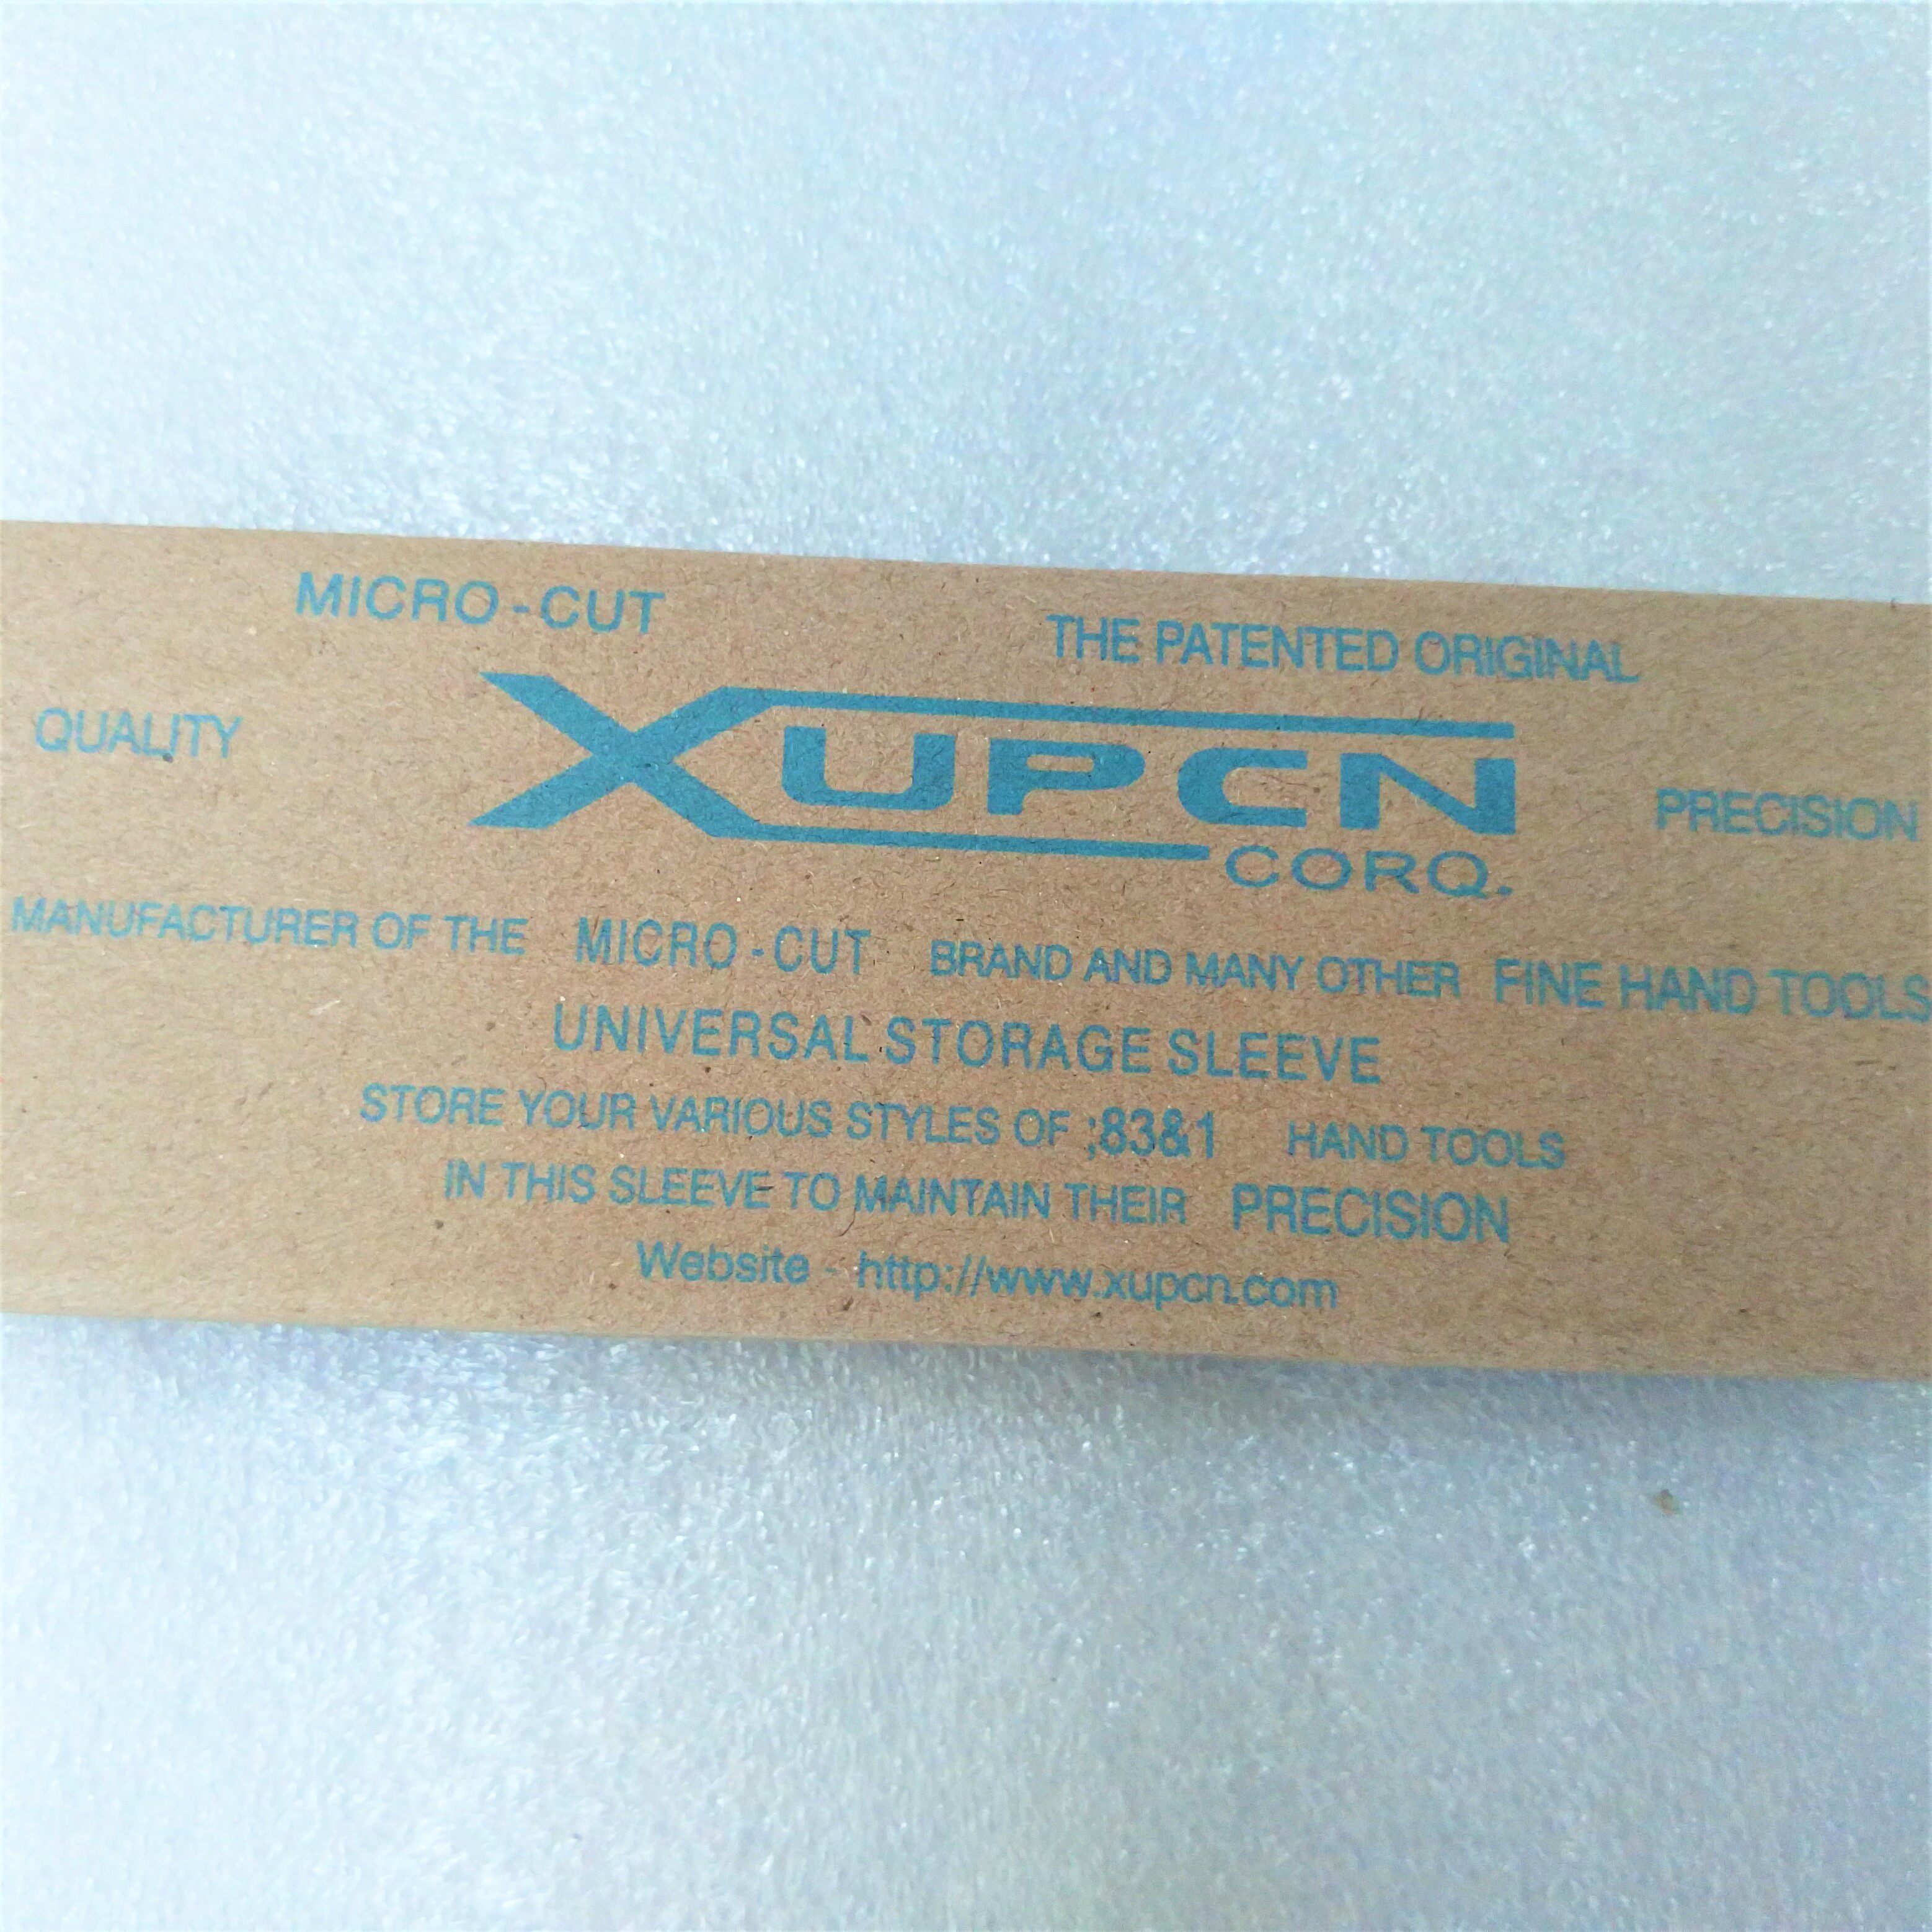 MICRO-CUT
THE PATENTED ORIGINAL
QUALITY
XUPCN
PRECISION
CORQ.
MANUFACTURER OF THE MICRO-CUT BRAND AND MANY OTHER FINE HAND TOOLS
UNIVERSAL STORAGE SLEEVE
STORE YOUR VARIOUS STYLES OF ;83&1 HAND TOOLS
IN THIS SLEEVE TO MAINTAIN THEIR PRECISION
Website - http://www.xupcn.com